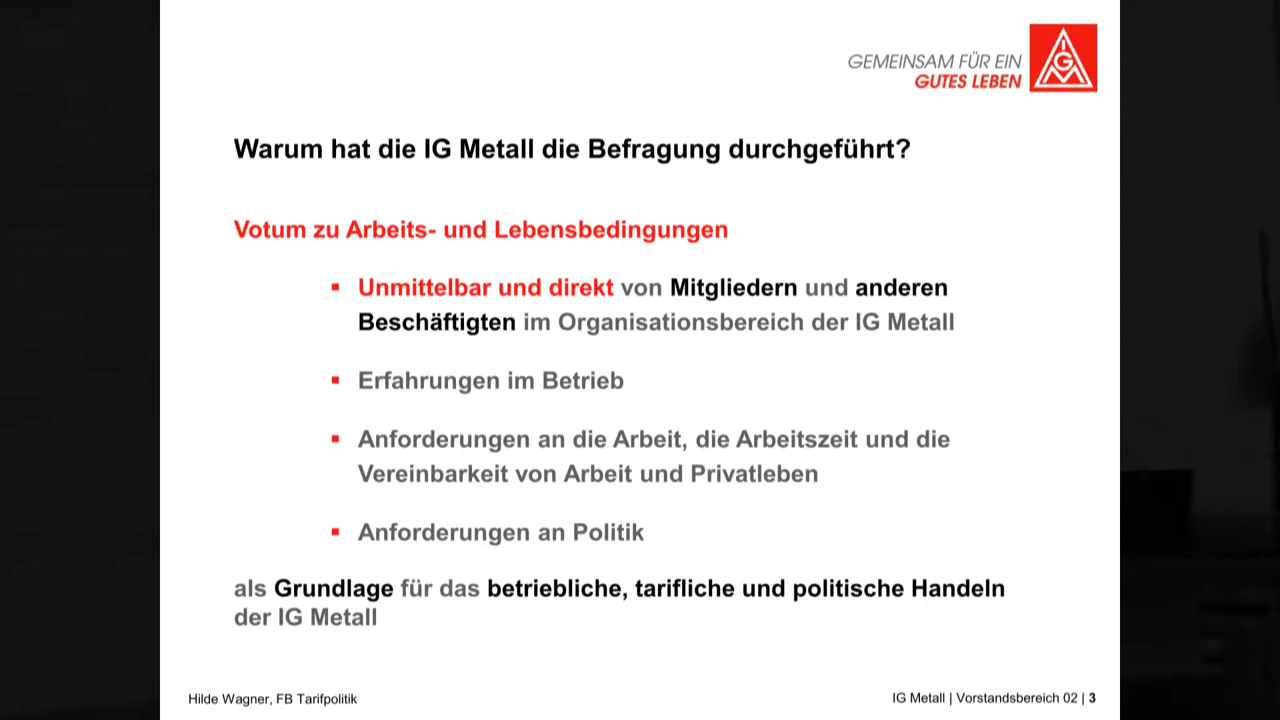 GEMEINSAM FÜR EIN
GUTES LEBEN
IGM
Warum hat die IG Metall die Befragung durchgeführt?
Votum zu Arbeits- und Lebensbedingungen
▪ Unmittelbar und direkt von Mitgliedern und anderen
Beschäftigten im Organisationsbereich der IG Metall
▪ Erfahrungen im Betrieb
▪ Anforderungen an die Arbeit, die Arbeitszeit und die
Vereinbarkeit von Arbeit und Privatleben
▪ Anforderungen an Politik
als Grundlage für das betriebliche, tarifliche und politische Handeln
der IG Metall
Hilde Wagner, FB Tarifpolitik
IG Metall | Vorstandsbereich 02 | 3